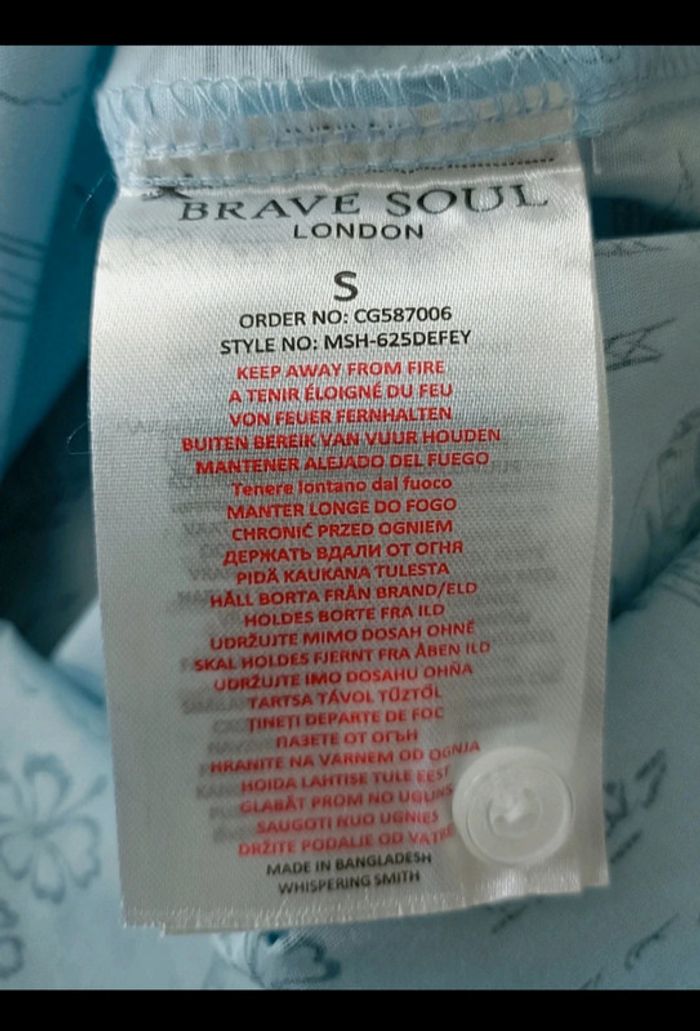 BRAVE SOUL
LONDON
S
ORDER NO: CG587006
STYLE NO: MSH-625DEFEY
KEEP AWAY FROM FIRE
A TENIR ÉLOIGNÉ DU FEU
VON FEUER FERNHALTEN
BUITEN BEREIK VAN VUUR HOUDEN
MANTENER ALEJADO DEL FUEGO
Tenere lontano dal fuoco
MANTER LONGE DO FOGO
CHRONIĆ PRZED OGNIEM
ДЕРЖАТЬ ВДАЛИ ОТ ОГНЯ
PIDÄ KAUKANA TULESTA
HÅLL BORTA FRÅN BRAND/ELD
HOLDES BORTE FRA ILD
UDRŽUJTE MIMO DOSAH OHNĚ
SKAL HOLDES FJERNT FRA ÅBEN ILD
UDRŽUJTE IMO DOSAHU OHŇA
TARTSA TÁVOL TŰZTŐL
ŢINEŢI DEPARTE DE FOC
ПАЗЕТЕ ОТ ОГЪН
HRANITE NA VARNEM OD OGNJA
HOIDA LAHTISE TULE EEST
GLABĀT PROM NO UGUNS
SAUGOTI NUO UGNIES
DRŽITE PODALJE OD VATRE
MADE IN BANGLADESH
WHISPERING SMITH